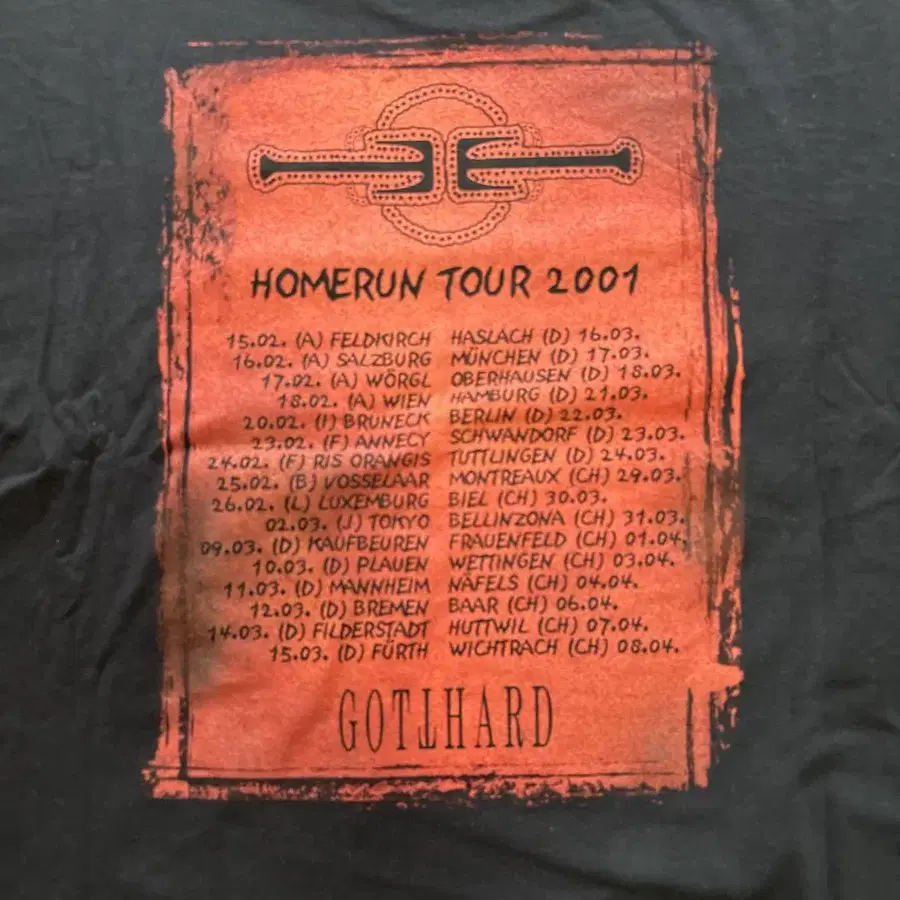 HOMERUN TOUR 2001
15.02. (A) FELDKIRCH
16.02. (A) SALZBURG
17.02. (A) WÖRGL
18.02. (A) WIEN
20.02. (I) BRUNECK
23.02. (F) ANNECY
24.02. (F) RIS ORANGIS
25.02. (B) VOSSELAAR
26.02. (L) LUXEMBURG
02.03. (J) TOKYO
09.03. (D) KAUFBEUREN
10.03. (D) PLAUEN
11.03. (D) MANNHEIM
12.03. (D) BREMEN
14.03. (D) FILDERSTADT
15.03. (D) FÜRTH
HASLACH (D) 16.03.
MÜNCHEN (D) 17.03.
OBERHAUSEN (D) 18.03.
HAMBURG (D) 21.03.
BERLIN (D) 22.03.
SCHWANDORF (D) 23.03.
TUTTLINGEN (D) 24.03.
MONTREAUX (CH) 29.03.
BIEL (CH) 30.03.
BELLINZONA (CH) 31.03.
FRAUENFELD (CH) 01.04.
WETTINGEN (CH) 03.04.
NÄFELS (CH) 04.04.
BAAR (CH) 06.04.
HUTTWIL (CH) 07.04.
WICHTRACH (CH) 08.04.
GOTTHARD